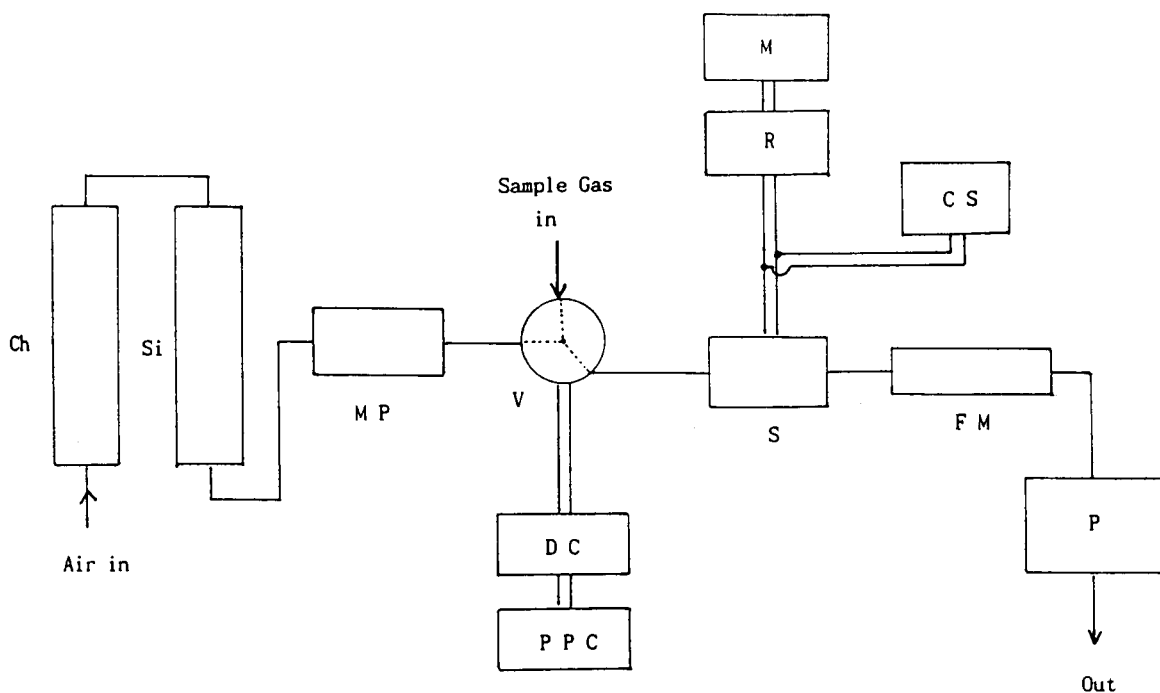 M
R
Sample Gas
in
C S
Ch
Si
M P
V
S
F M
D C
P
Air in
P P C
Out